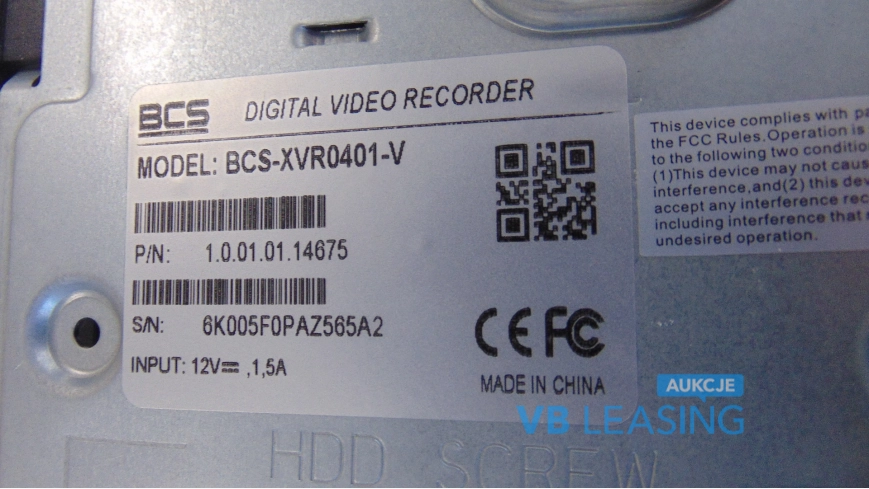 BCS DIGITAL VIDEO RECORDER
MODEL: BCS-XVR0401-V
P/N: 1.0.01.01.14675
S/N: 6K005F0PAZ565A2
INPUT: 12V⎓ ,1,5A
CE FC
MADE IN CHINA
This device complies with pa
the FCC Rules.Operation is
to the following two conditio
(1)This device may not caus
interference,and(2) this dev
accept any interference rec
including interference that
undesired operation.
AUKCJE
VB LEASING
HDD SCREW